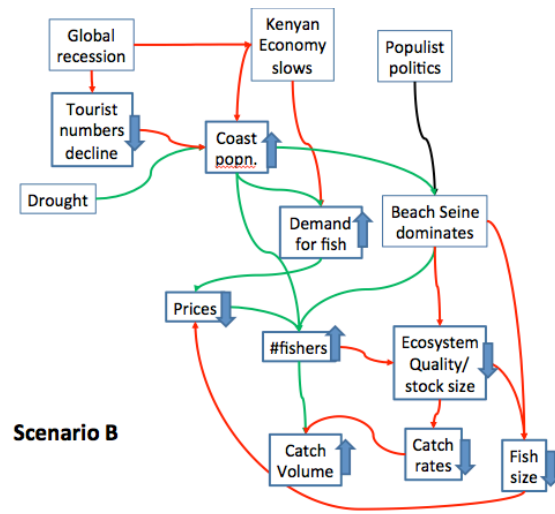 Global
recession
Kenyan
Economy
slows
Populist
politics
Tourist
numbers
decline
Coast
popn.
Drought
Demand
for fish
Beach Seine
dominates
Prices
#fishers
Ecosystem
Quality/
stock size
Scenario B
Catch
Volume
Catch
rates
Fish
size